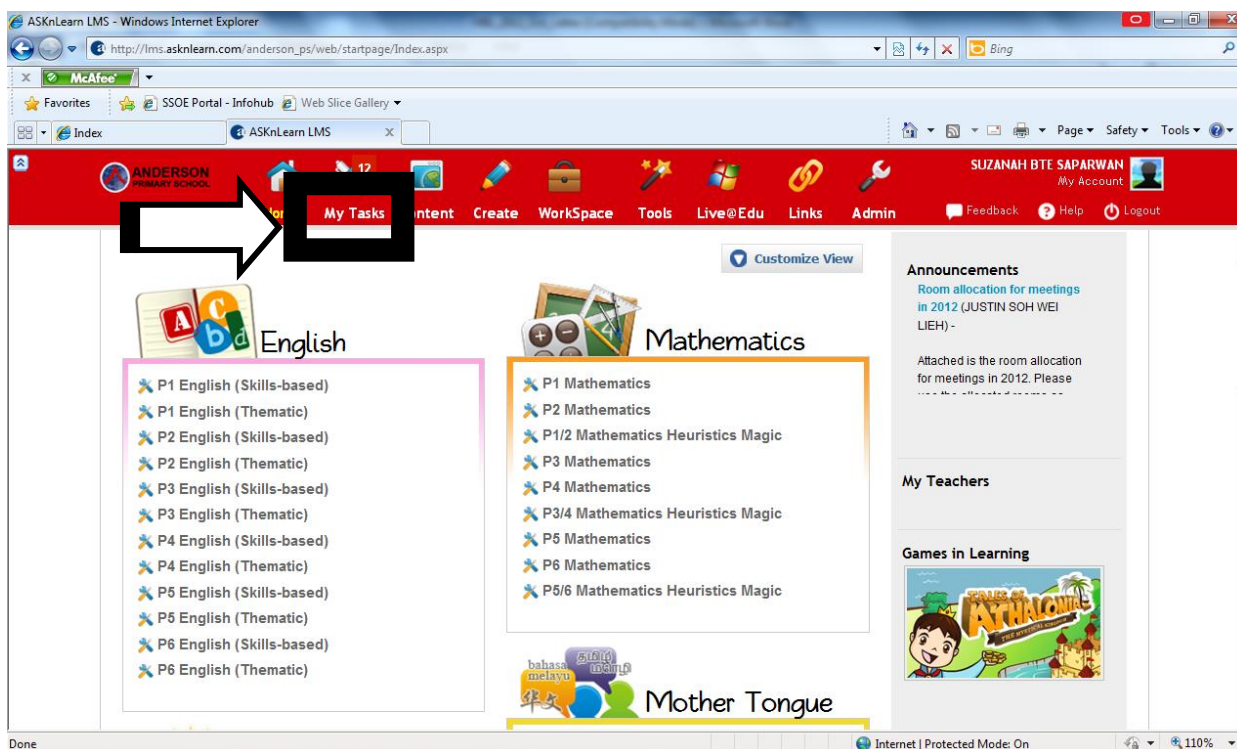 ASKnLearn LMS - Windows Internet Explorer
http://lms.asknlearn.com/anderson_ps/web/startpage/Index.aspx
Bing
McAfee
Favorites SSOE Portal - Infohub Web Slice Gallery
Index ASKnLearn LMS Page Safety Tools
ANDERSON
PRIMARY SCHOOL
12
SUZANAH BTE SAPARWAN
My Account
My Tasks Create WorkSpace Tools Live@Edu Links Admin Feedback Help Logout
Customize View
English
P1 English (Skills-based)
P1 English (Thematic)
P2 English (Skills-based)
P2 English (Thematic)
P3 English (Skills-based)
P3 English (Thematic)
P4 English (Skills-based)
P4 English (Thematic)
P5 English (Skills-based)
P5 English (Thematic)
P6 English (Skills-based)
P6 English (Thematic)
Mathematics
P1 Mathematics
P2 Mathematics
P1/2 Mathematics Heuristics Magic
P3 Mathematics
P4 Mathematics
P3/4 Mathematics Heuristics Magic
P5 Mathematics
P6 Mathematics
P5/6 Mathematics Heuristics Magic
bahasa
melayu
தமிழ்
华文
Mother Tongue
Announcements
Room allocation for meetings
in 2012 (JUSTIN SOH WEI
LIEH) -
Attached is the room allocation
for meetings in 2012. Please
My Teachers
Games in Learning
TALES OF
ATHALONIA
THE MYSTICAL KINGDOM
Done Internet | Protected Mode: On 110%